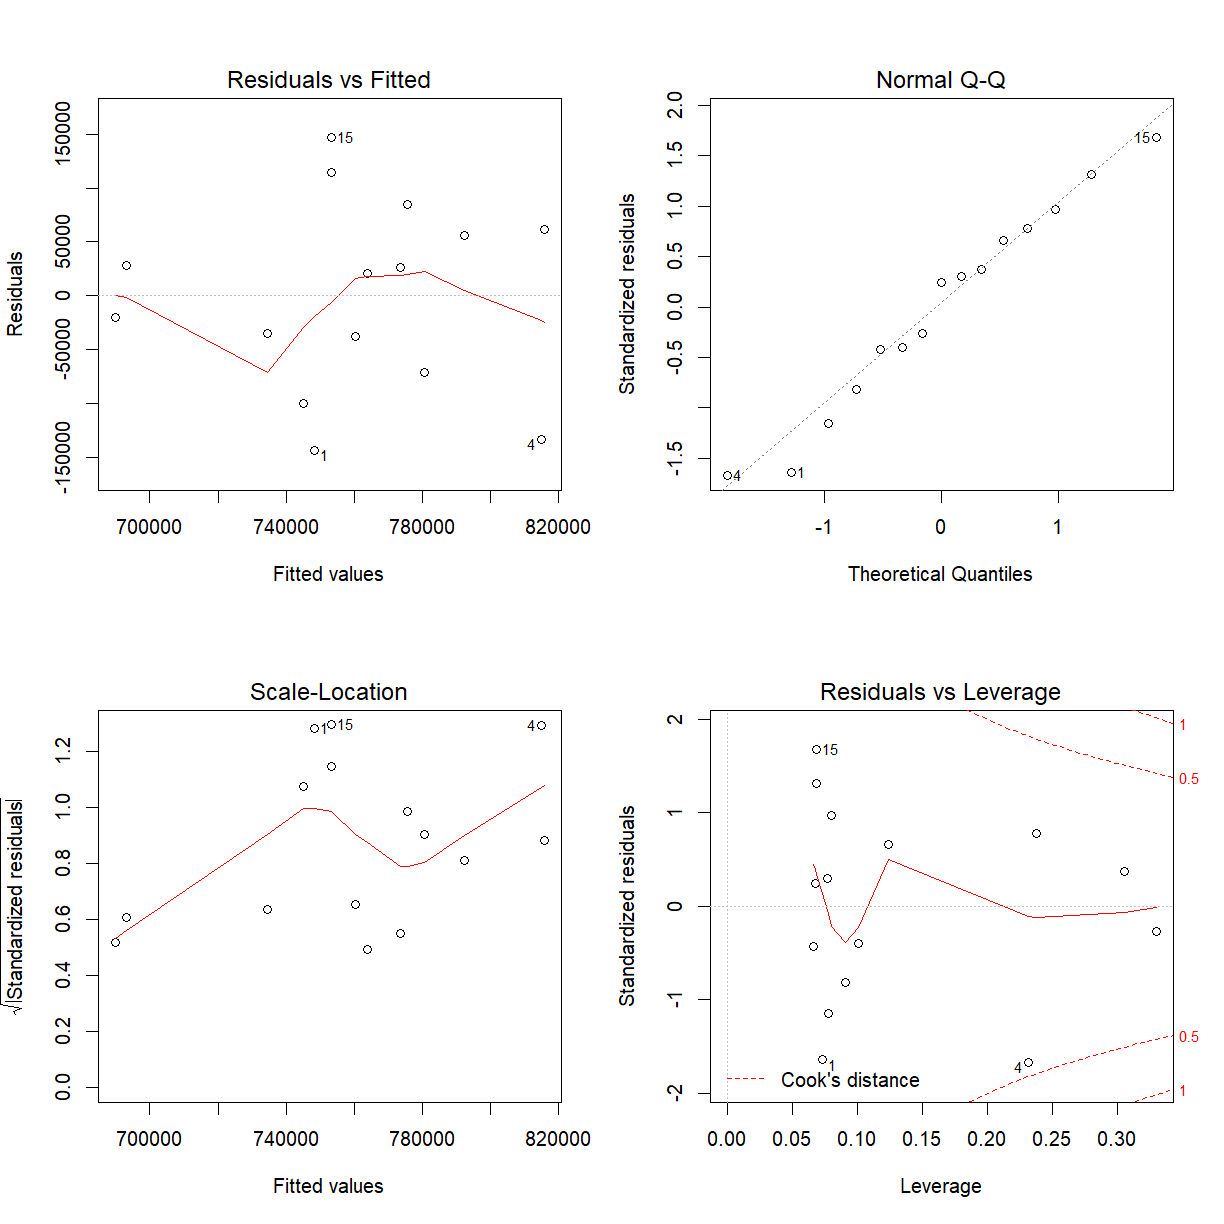 Residuals vs Fitted
Residuals
150000
50000
0
-50000
-150000
15
1
4
700000 740000 780000 820000
Fitted values
Normal Q-Q
Standardized residuals
2.0
1.5
1.0
0.5
0.0
-0.5
-1.5
15
4
1
-1 0 1
Theoretical Quantiles
Scale-Location
√|Standardized residuals|
1.2
1.0
0.8
0.6
0.4
0.2
0.0
1
15
4
700000 740000 780000 820000
Fitted values
Residuals vs Leverage
Standardized residuals
2
1
0
-1
-2
15
1
4
1
0.5
0.5
1
Cook's distance
0.00 0.05 0.10 0.15 0.20 0.25 0.30
Leverage